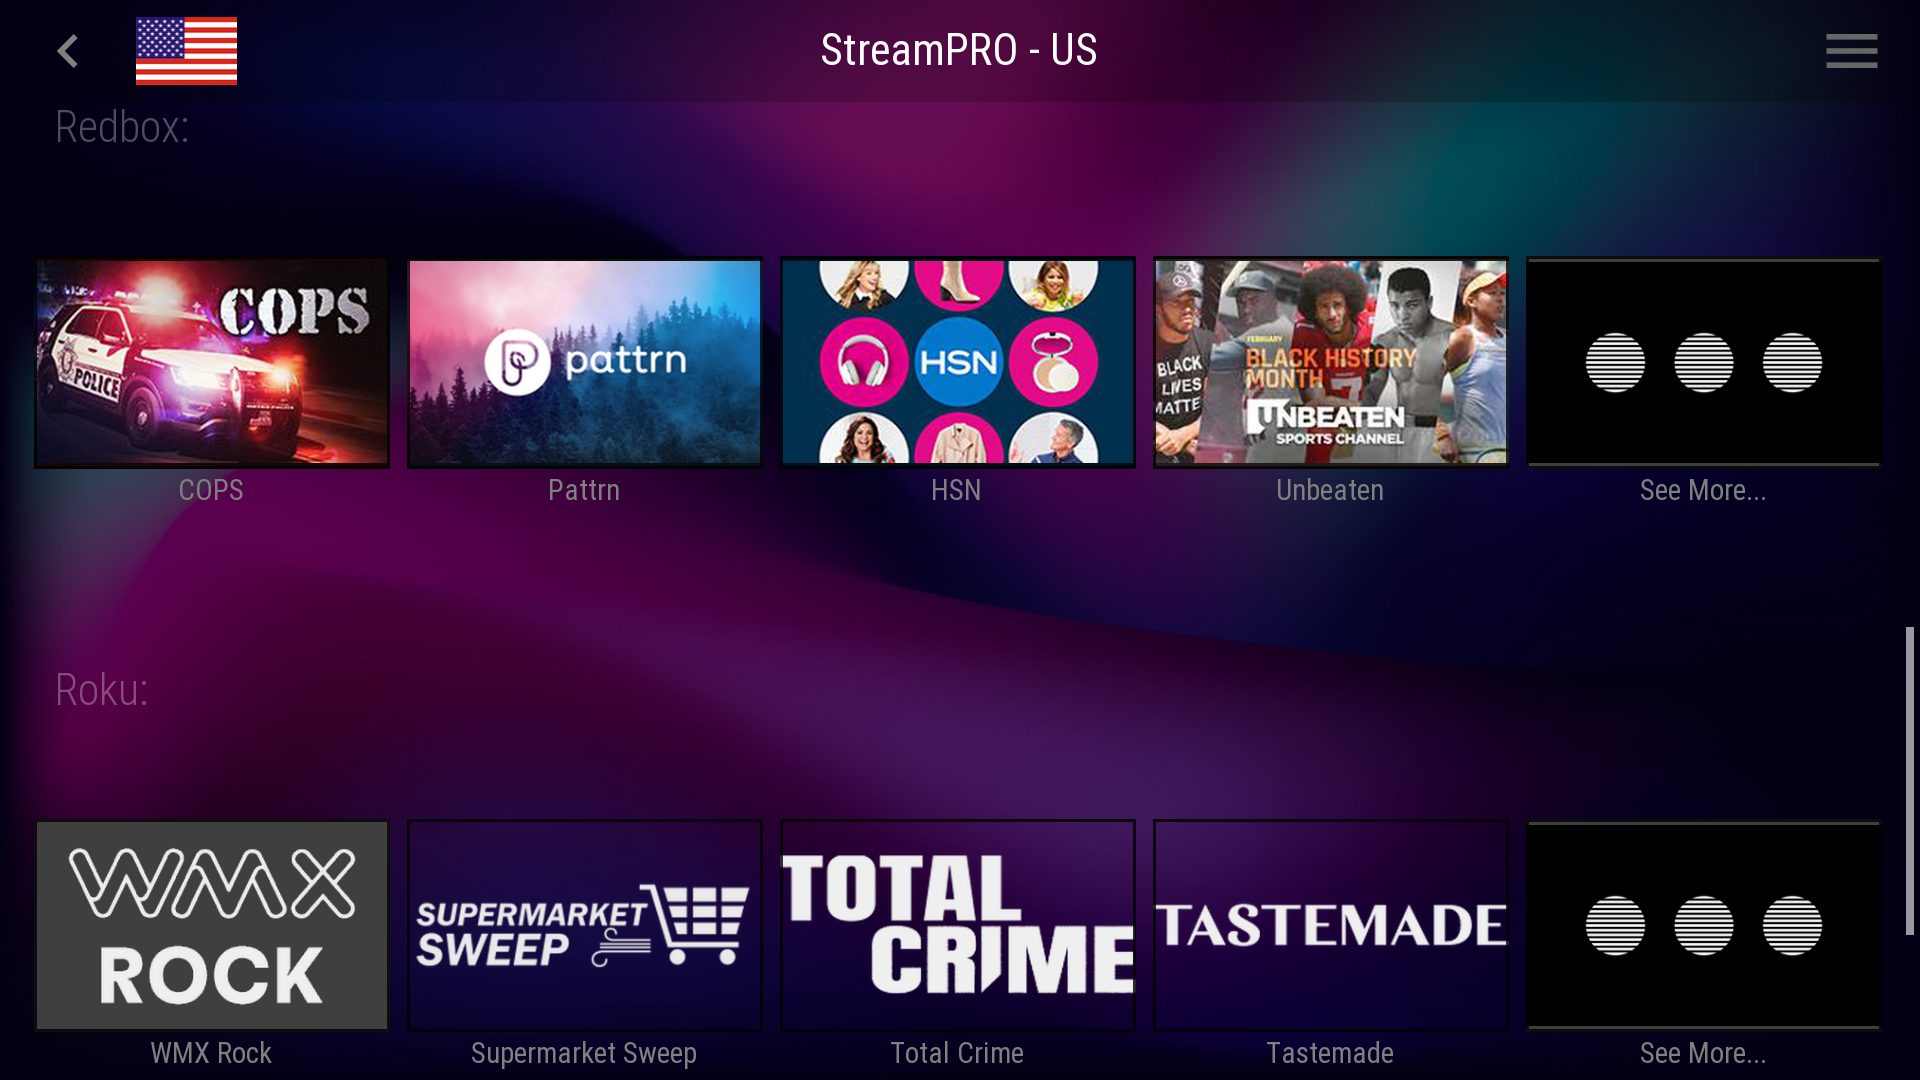 StreamPRO - US
Redbox:
COPS
POLICE
pattrn
HSN
BLACK
LIVES
MATTE
FEBRUARY
BLACK HISTORY
MONTH
UNBEATEN
SPORTS CHANNEL
COPS
Pattrn
HSN
Unbeaten
See More...
Roku:
WMX
ROCK
SUPERMARKET
SWEEP
TOTAL
CRIME
TASTEMADE
WMX Rock
Supermarket Sweep
Total Crime
Tastemade
See More...